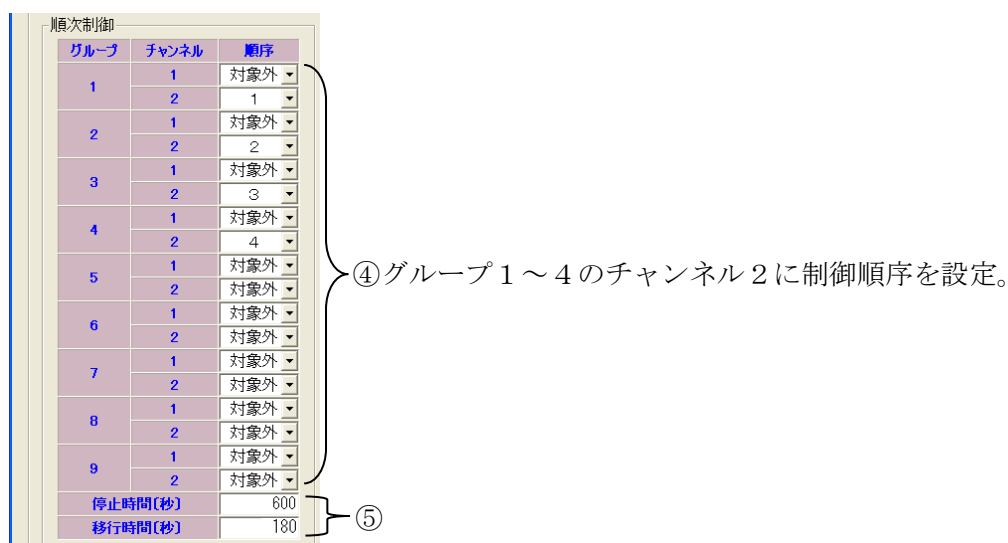 順次制御
グループ チャンネル 順序
1 1 対象外
2 1
2 1 対象外
2 2
3 1 対象外
2 3
4 1 対象外
2 4
④グループ1～4のチャンネル2に制御順序を設定。
5 1 対象外
2 対象外
6 1 対象外
2 対象外
7 1 対象外
2 対象外
8 1 対象外
2 対象外
9 1 対象外
2 対象外
停止時間[秒] 600
移行時間[秒] 180
⑤